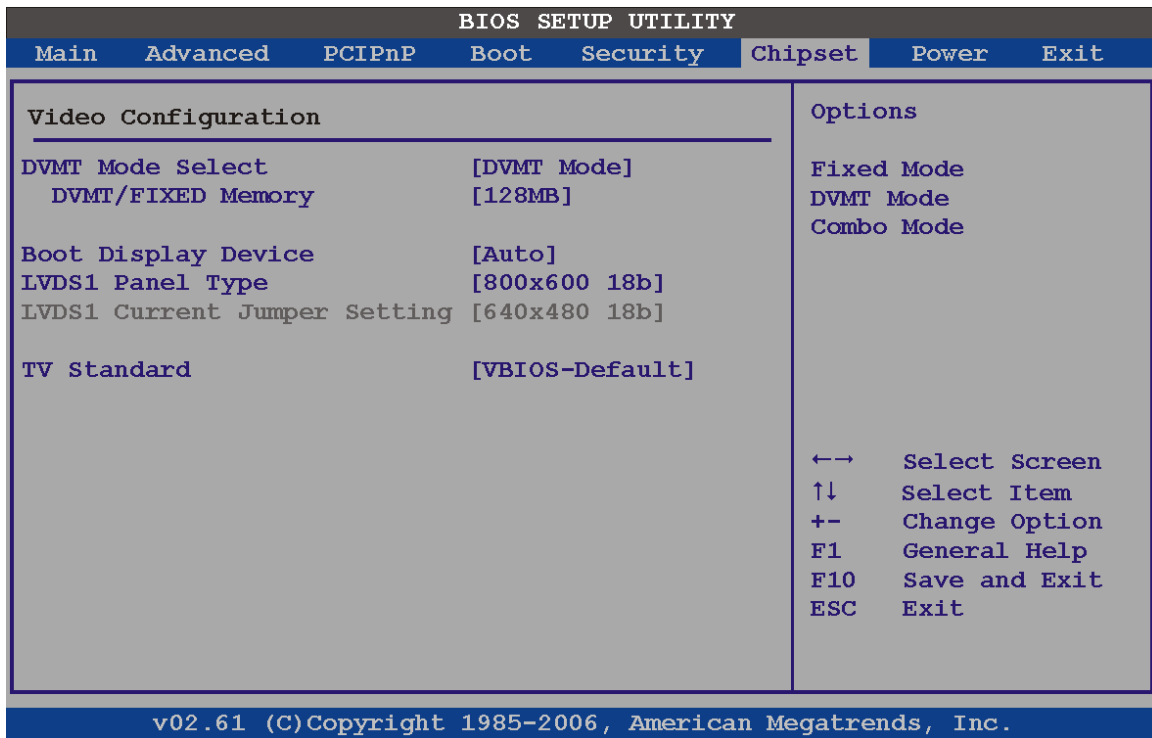 BIOS SETUP UTILITY
Main Advanced PCIPnP Boot Security Chipset Power Exit
Video Configuration
DVMT Mode Select [DVMT Mode]
DVMT/FIXED Memory [128MB]
Boot Display Device [Auto]
LVDS1 Panel Type [800x600 18b]
LVDS1 Current Jumper Setting [640x480 18b]
TV Standard [VBIOS-Default]
Options
Fixed Mode
DVMT Mode
Combo Mode
←→ Select Screen
↑↓ Select Item
+- Change Option
F1 General Help
F10 Save and Exit
ESC Exit
v02.61 (C)Copyright 1985-2006, American Megatrends, Inc.